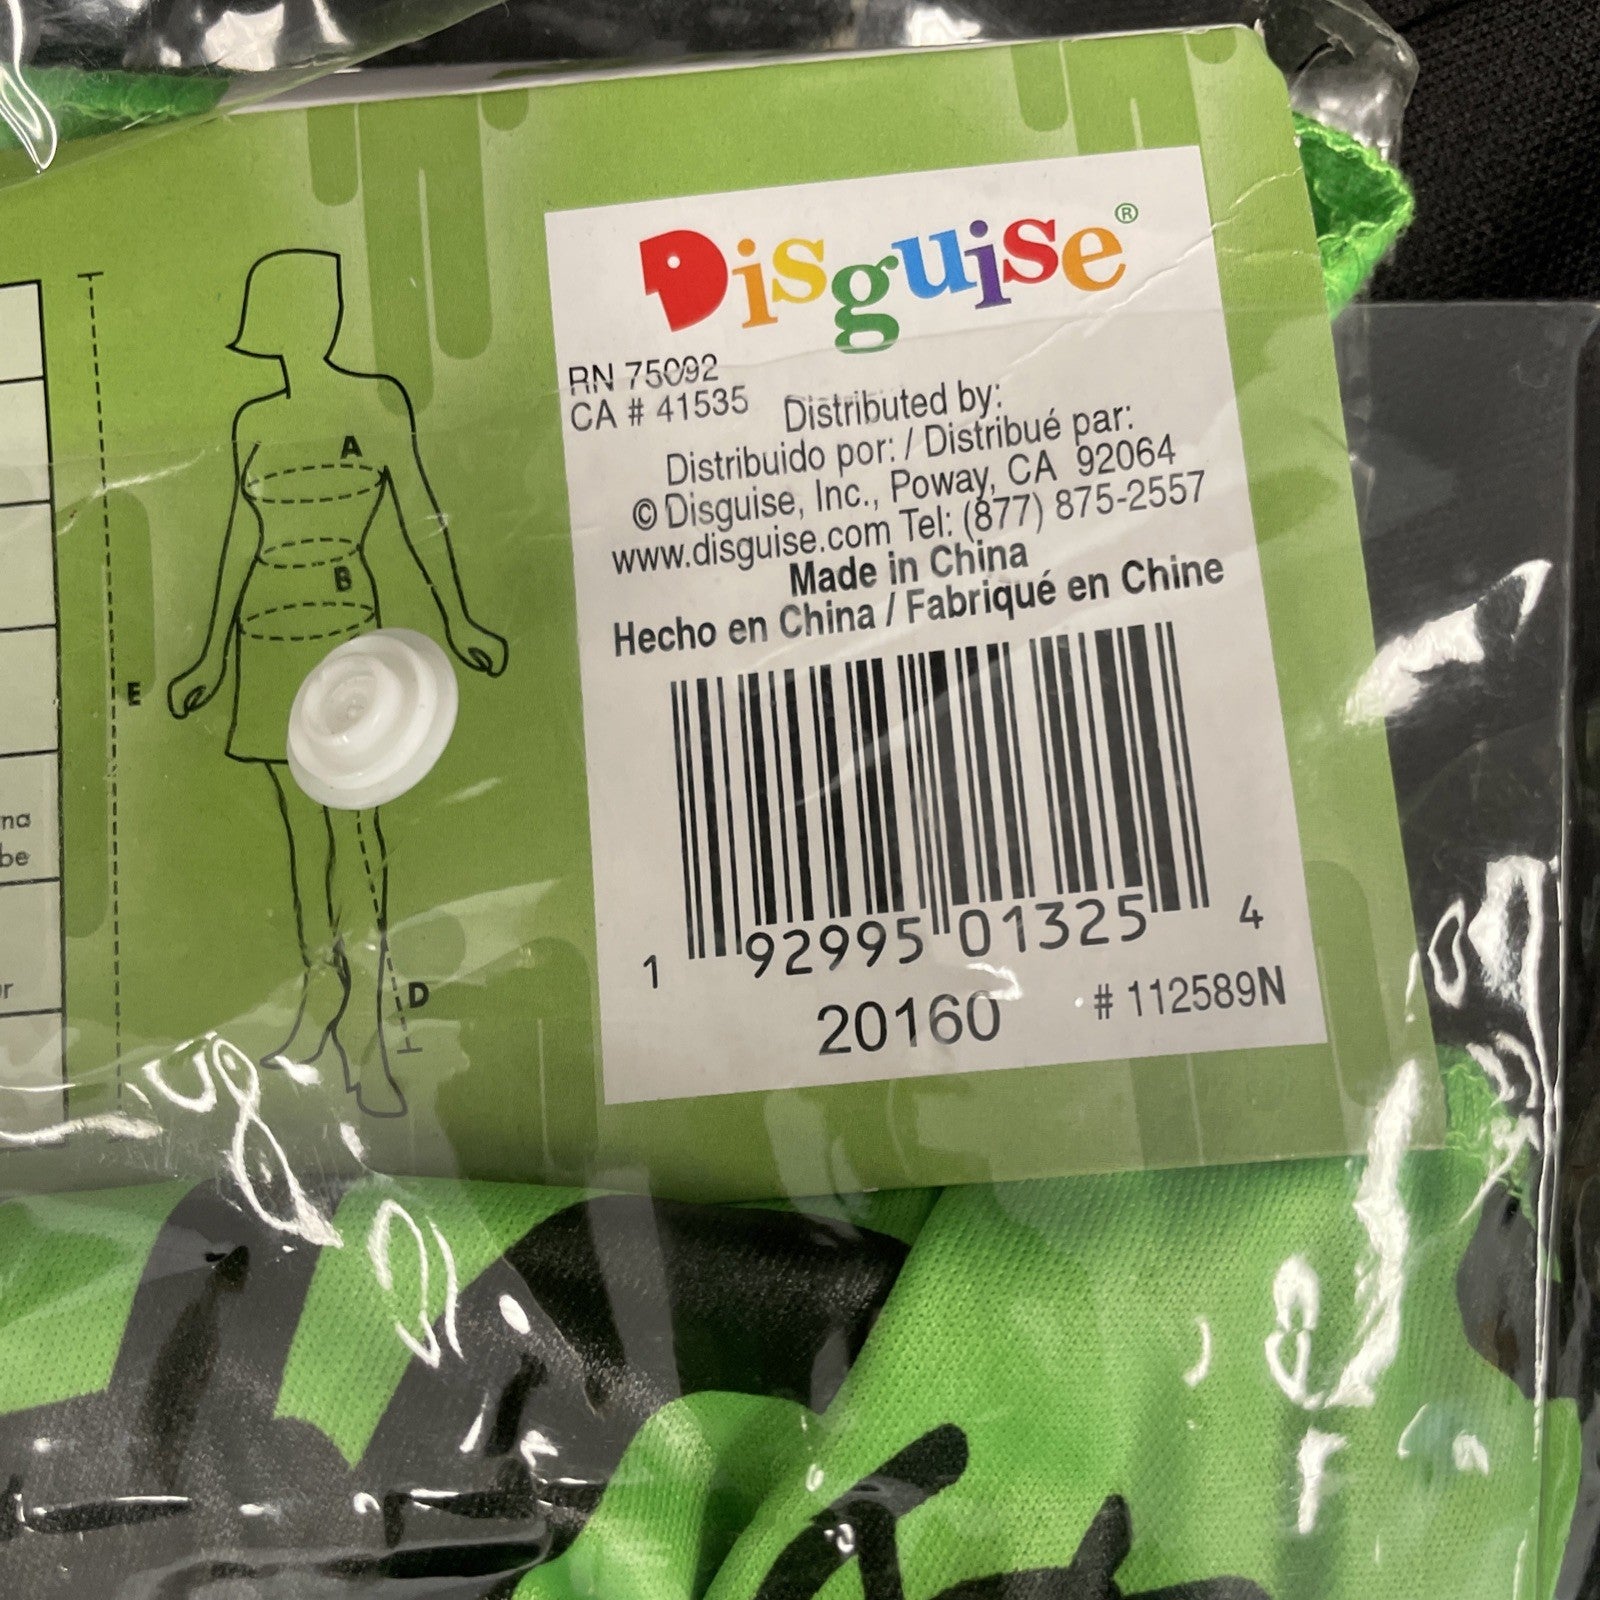 Disguise®
RN 75092
CA # 41535
Distributed by:
Distribuido por: / Distribué par:
© Disguise, Inc., Poway, CA 92064
www.disguise.com Tel: (877) 875-2557
Made in China
Hecho en China / Fabriqué en Chine
1 92995 01325 4
20160
# 112589N
A
B
E
D